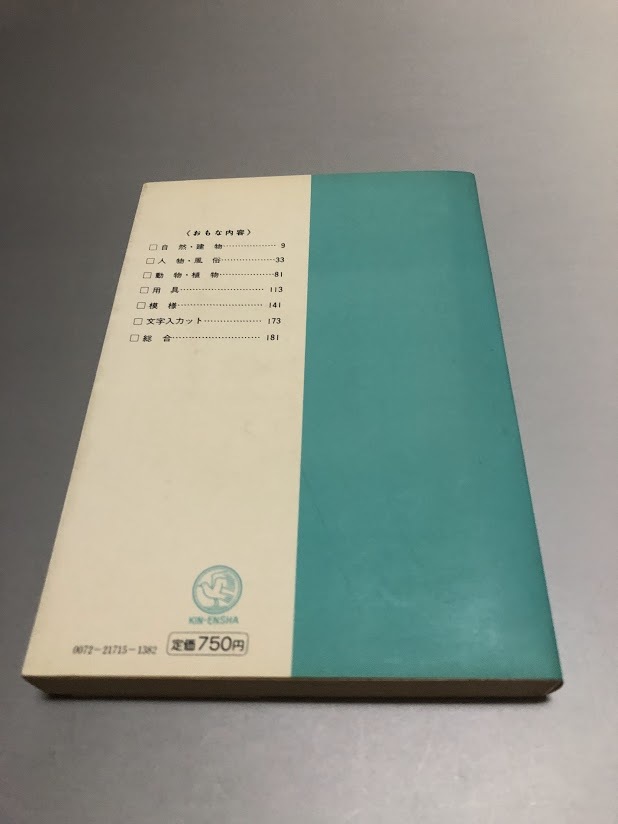 (おもな内容)
□自然・建物………………9
□人物・風俗………………33
□動物・植物………………81
□用具………………………113
□模様………………………141
□文字入カット………………173
□総合………………………181
KIN-ENSHA
0072-21715-1382 定価750円